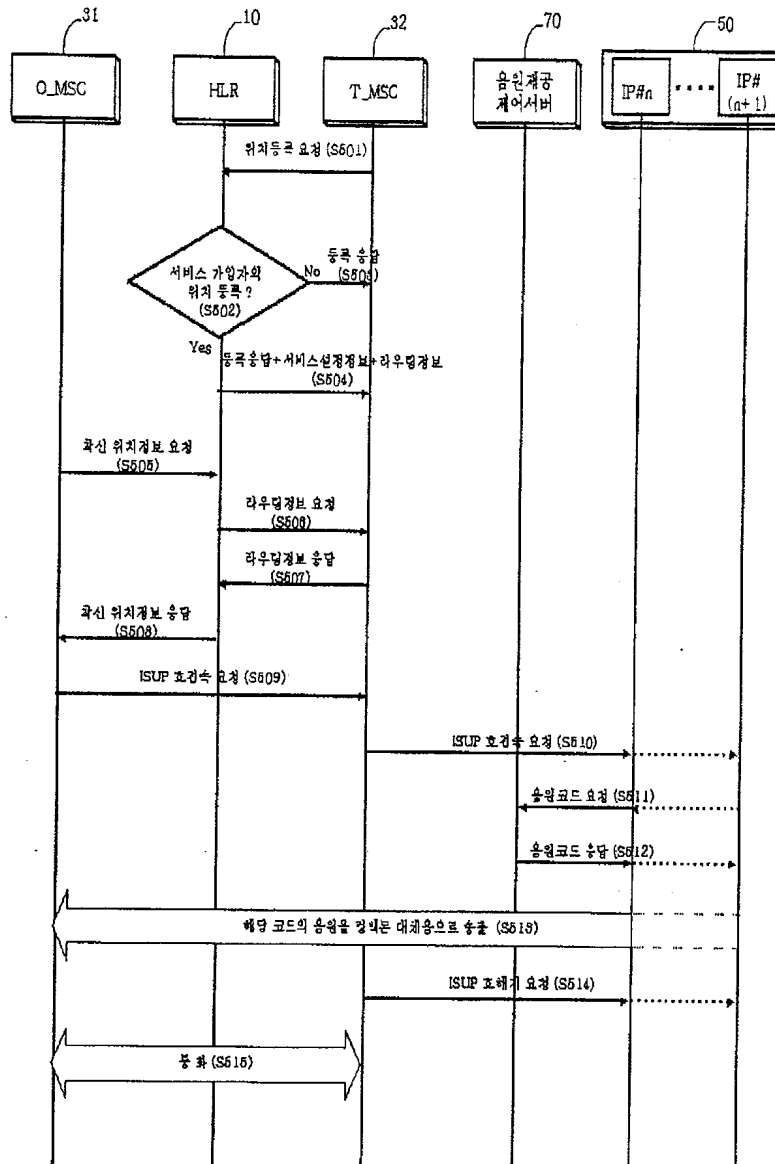 31
10
32
70
50
O_MSC
HLR
T_MSC
음원제공
제어서버
IP#n
IP#
(n+1)
위치등록 요청 (S501)
서비스 가입자와
위치 등록 ?
(S502)
No
등록 응답
(S503)
Yes
등록응답+서비스설정정보+라우팅정보
(S504)
착신 위치정보 요청
(S505)
라우팅정보 요청
(S506)
라우팅정보 응답
(S507)
착신 위치정보 응답
(S508)
ISUP 호접속 요청 (S509)
ISUP 호접속 요청 (S510)
음원코드 요청 (S511)
음원코드 응답 (S512)
해당 코드의 음원을 링백톤 대체음으로 송출 (S513)
ISUP 호해제 요청 (S514)
통 화 (S515)